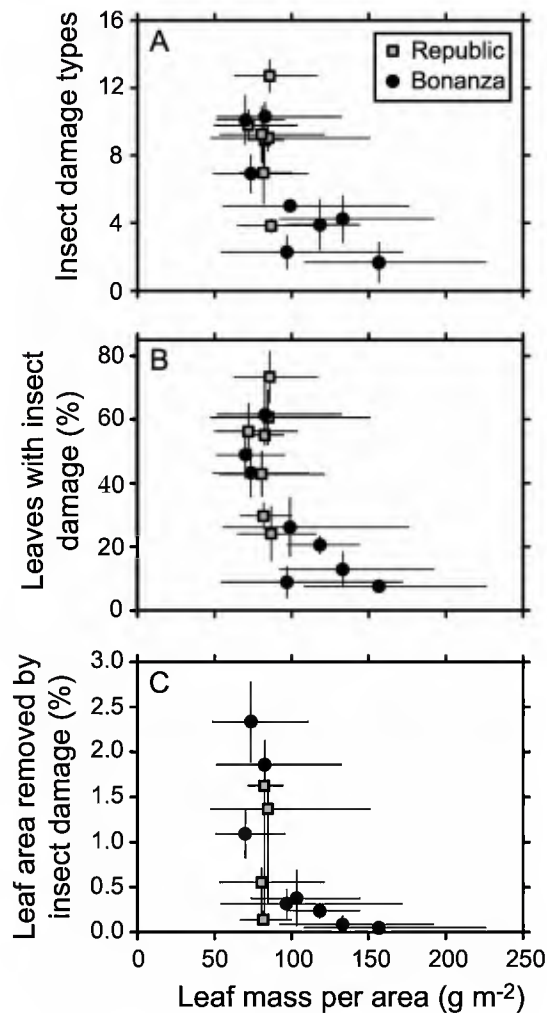 A
Republic
Bonanza
Insect damage types
16
12
8
4
0
B
Leaves with insect
damage (%)
80
60
40
20
0
C
Leaf area removed by
insect damage (%)
3.0
2.5
2.0
1.5
1.0
0.5
0.0
0 50 100 150 200 250
Leaf mass per area (g m-2)